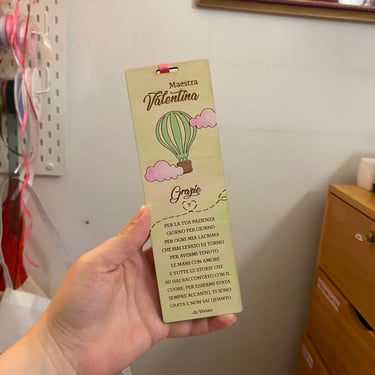 Maestra
Valentina
Grazie
PER LA TUA PAZIENZA
GIORNO PER GIORNO
PER OGNI MIA LACRIMA
CHE HAI LEVATO DI TORNO
PER AVERMI TENUTO
LE MANI CON AMORE
E TUTTE LE STORIE CHE
MI HAI RACCONTATO CON IL
CUORE, PER ESSERMI STATA
SEMPRE ACCANTO, TI SONO
GRATA E NON SAI QUANTO.
da Vivian